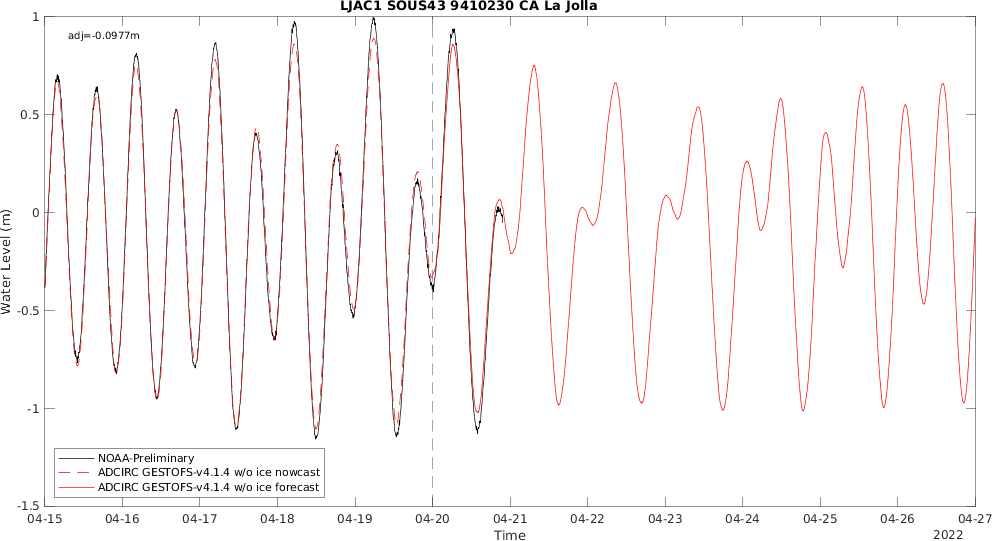 LJAC1 SOUS43 9410230 CA La Jolla
adj=-0.0977m
1
0.5
0
-0.5
-1
-1.5
Water Level (m)
NOAA-Preliminary
ADCIRC GESTOFS-v4.1.4 w/o ice nowcast
ADCIRC GESTOFS-v4.1.4 w/o ice forecast
04-15 04-16 04-17 04-18 04-19 04-20 04-21 04-22 04-23 04-24 04-25 04-26 04-27
Time
2022